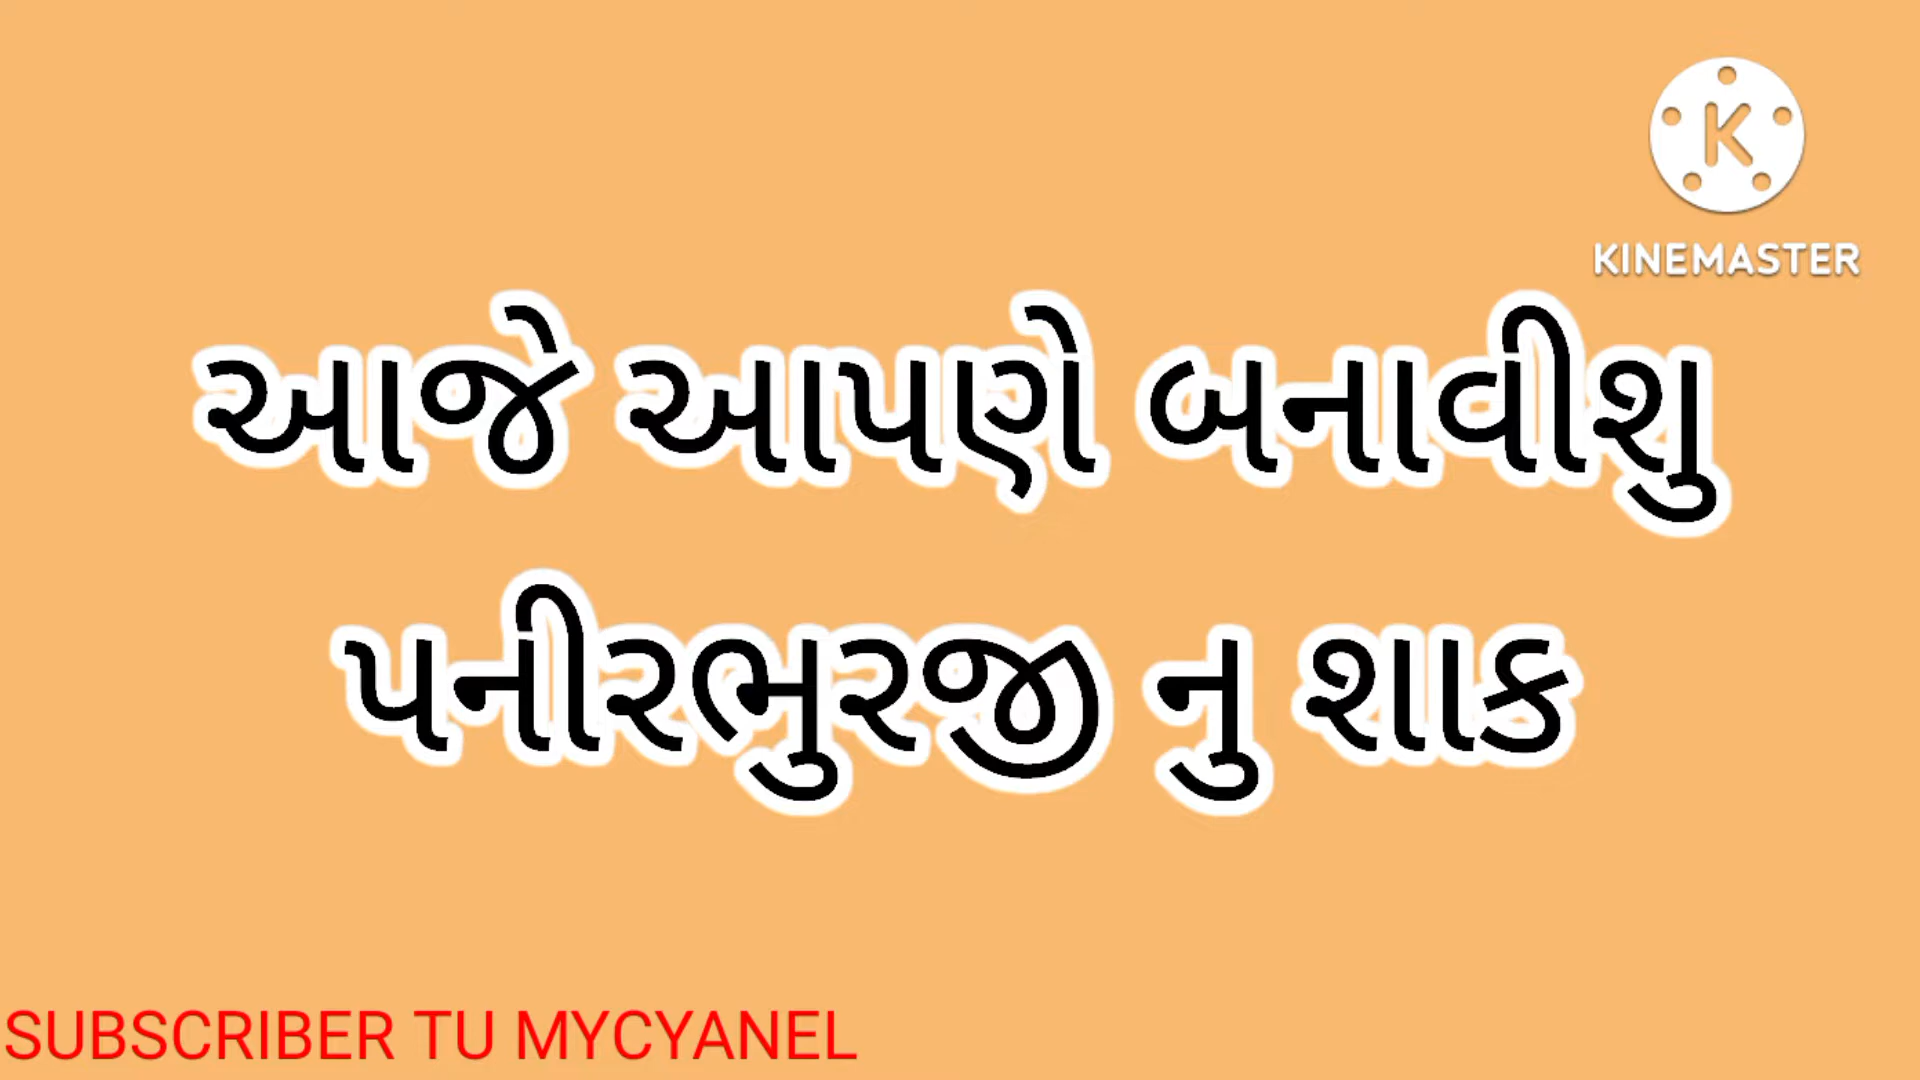 K
KINEMASTER
આજે આપણે બનાવીશુ
પનીરભુરજી નુ શાક
SUBSCRIBER TU MYCYANEL